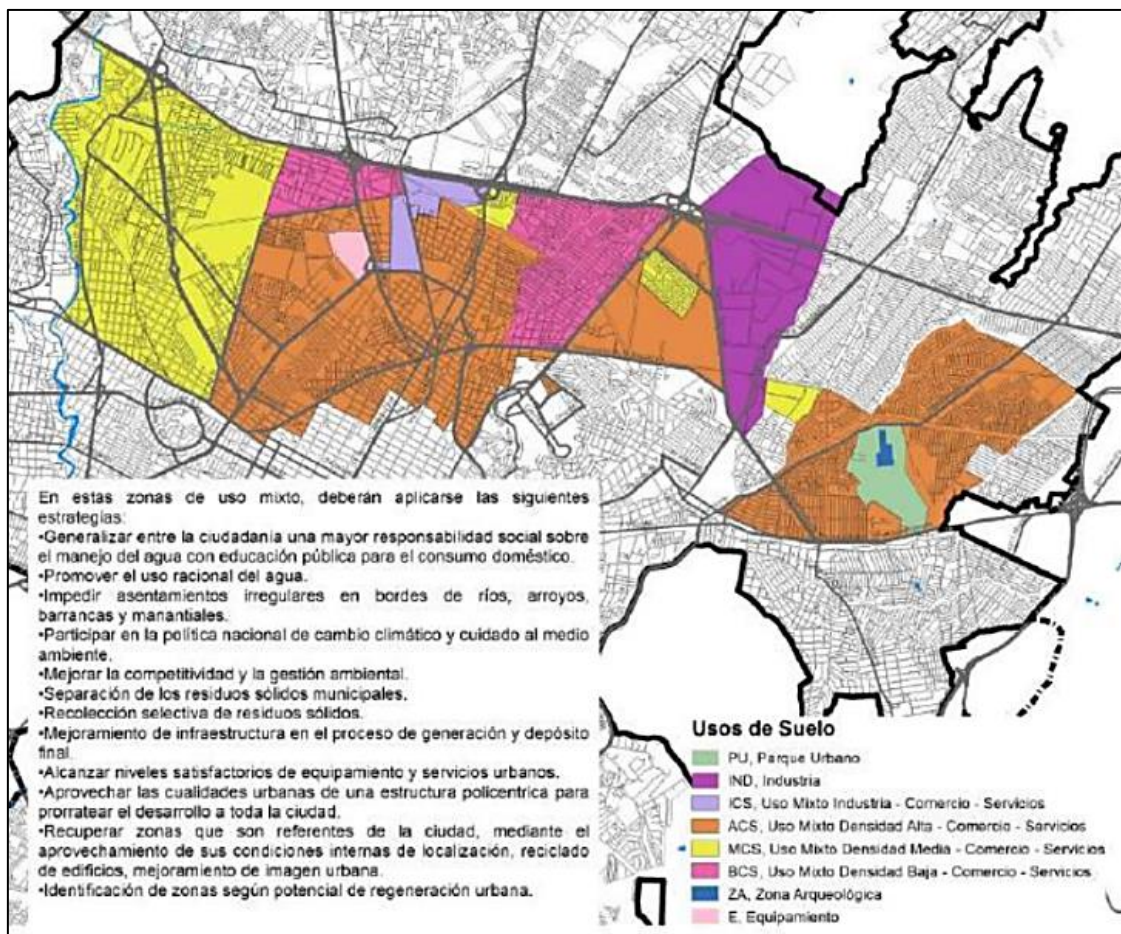 En estas zonas de uso mixto, deberán aplicarse las siguientes
estrategias:
•Generalizar entre la ciudadanía una mayor responsabilidad social sobre
el manejo del agua con educación pública para el consumo doméstico.
•Promover el uso racional del agua.
•Impedir asentamientos irregulares en bordes de ríos, arroyos,
barrancas y manantiales.
•Participar en la política nacional de cambio climático y cuidado al medio
ambiente.
•Mejorar la competitividad y la gestión ambiental.
•Separación de los residuos sólidos municipales.
•Recolección selectiva de residuos sólidos.
•Mejoramiento de infraestructura en el proceso de generación y depósito
final.
•Alcanzar niveles satisfactorios de equipamiento y servicios urbanos.
•Aprovechar las cualidades urbanas de una estructura policentrica para
prorratear el desarrollo a toda la ciudad.
•Recuperar zonas que son referentes de la ciudad, mediante el
aprovechamiento de sus condiciones internas de localización, reciclado
de edificios, mejoramiento de imagen urbana.
•Identificación de zonas según potencial de regeneración urbana.
Usos de Suelo
PU, Parque Urbano
IND, Industria
ICS, Uso Mixto Industria - Comercio - Servicios
ACS, Uso Mixto Densidad Alta - Comercio - Servicios
MCS, Uso Mixto Densidad Media - Comercio - Servicios
BCS, Uso Mixto Densidad Baja - Comercio - Servicios
ZA, Zona Arqueológica
E, Equipamiento